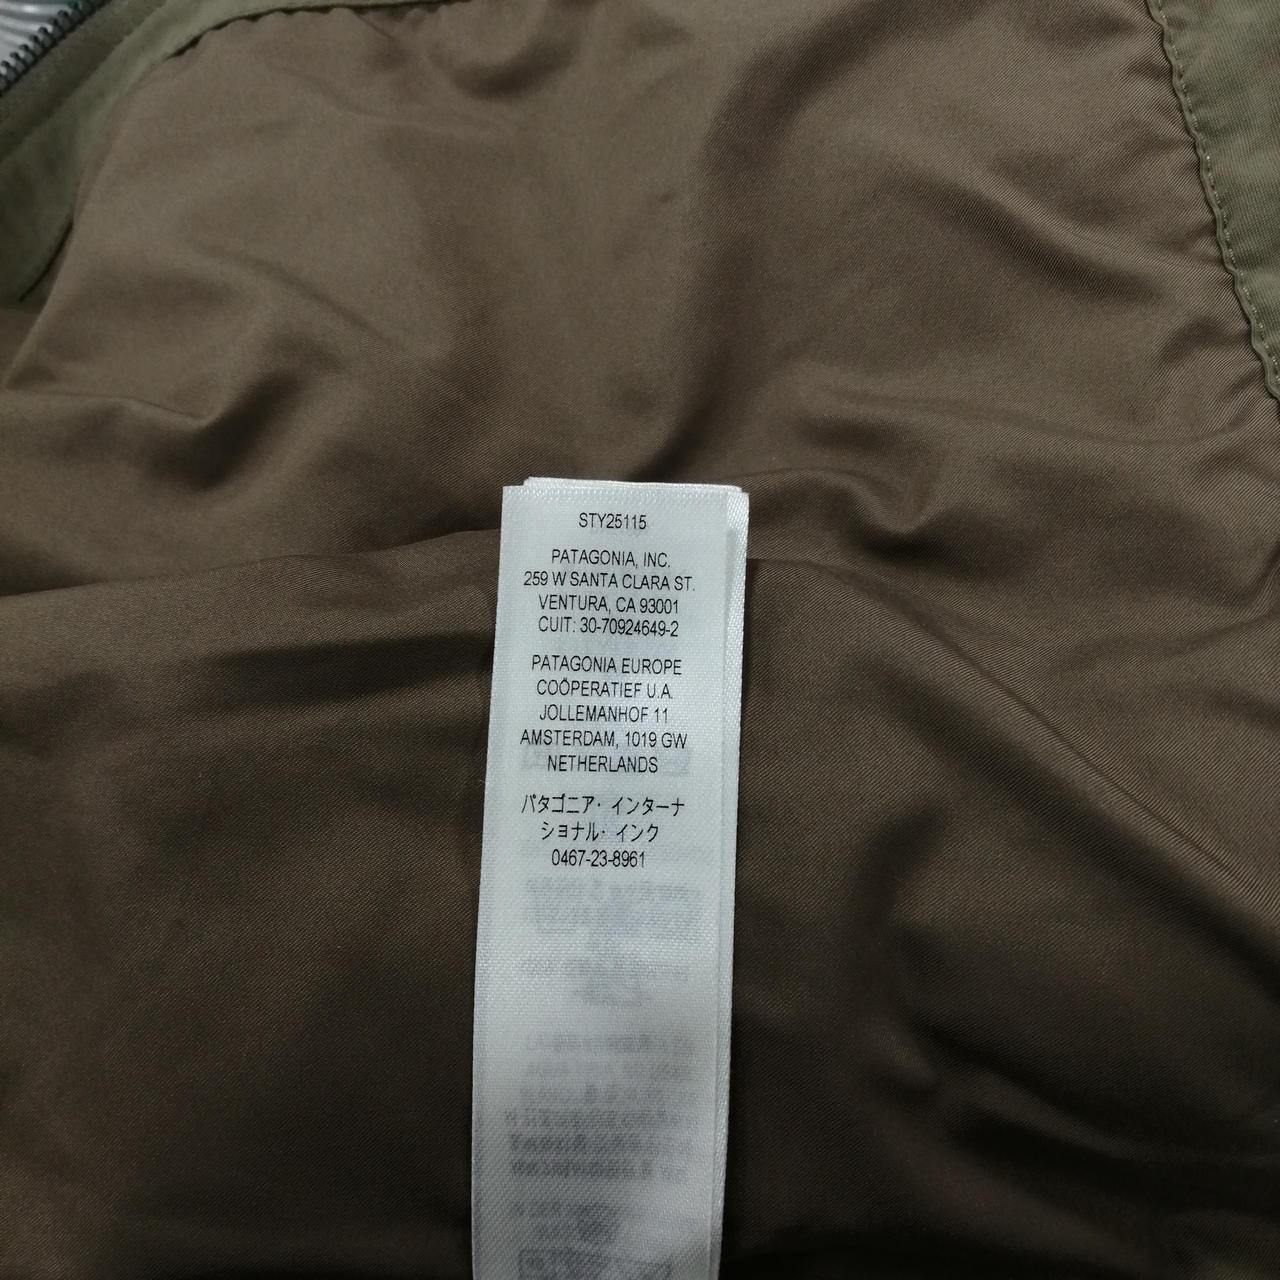 STY25115
PATAGONIA, INC.
259 W SANTA CLARA ST.
VENTURA, CA 93001
CUIT: 30-70924649-2
PATAGONIA EUROPE
COÖPERATIEF U.A.
JOLLEMANHOF 11
AMSTERDAM, 1019 GW
NETHERLANDS
パタゴニア・インターナ
ショナル・インク
0467-23-8961